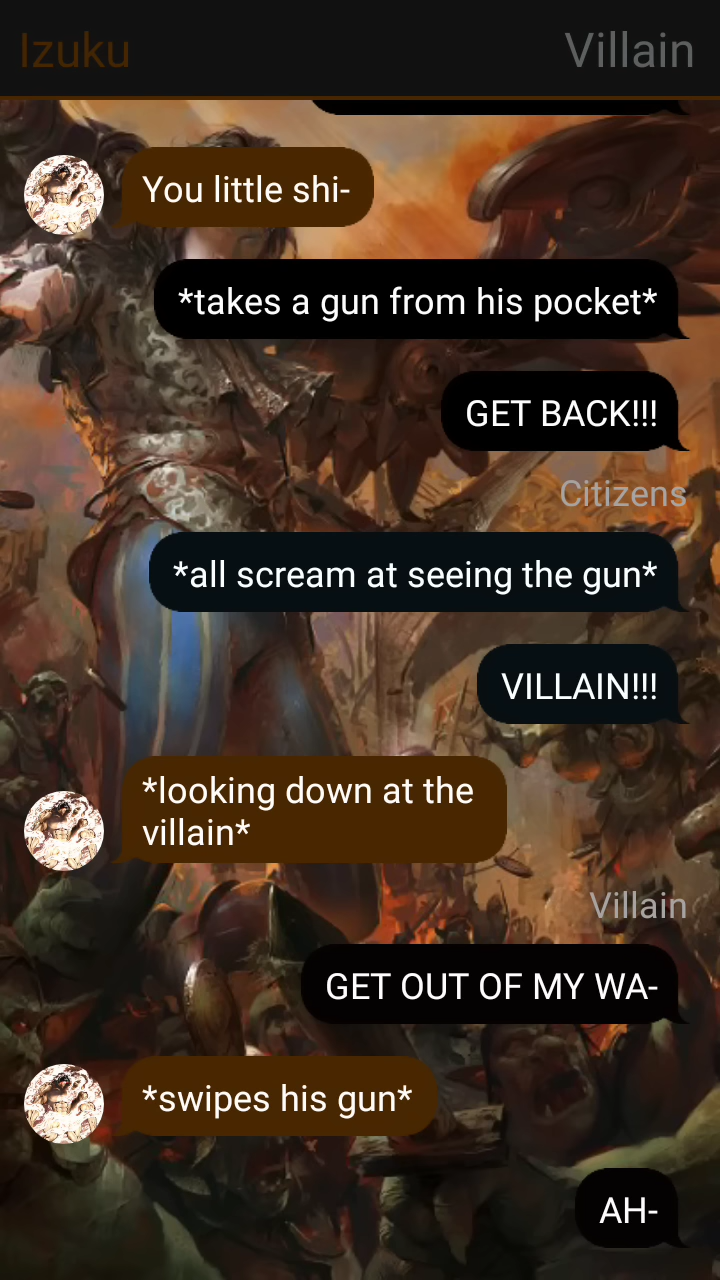 Izuku
Villain
You little shi-
*takes a gun from his pocket*
GET BACK!!!
Citizens
*all scream at seeing the gun*
VILLAIN!!!
*looking down at the
villain*
Villain
GET OUT OF MY WA-
*swipes his gun*
AH-